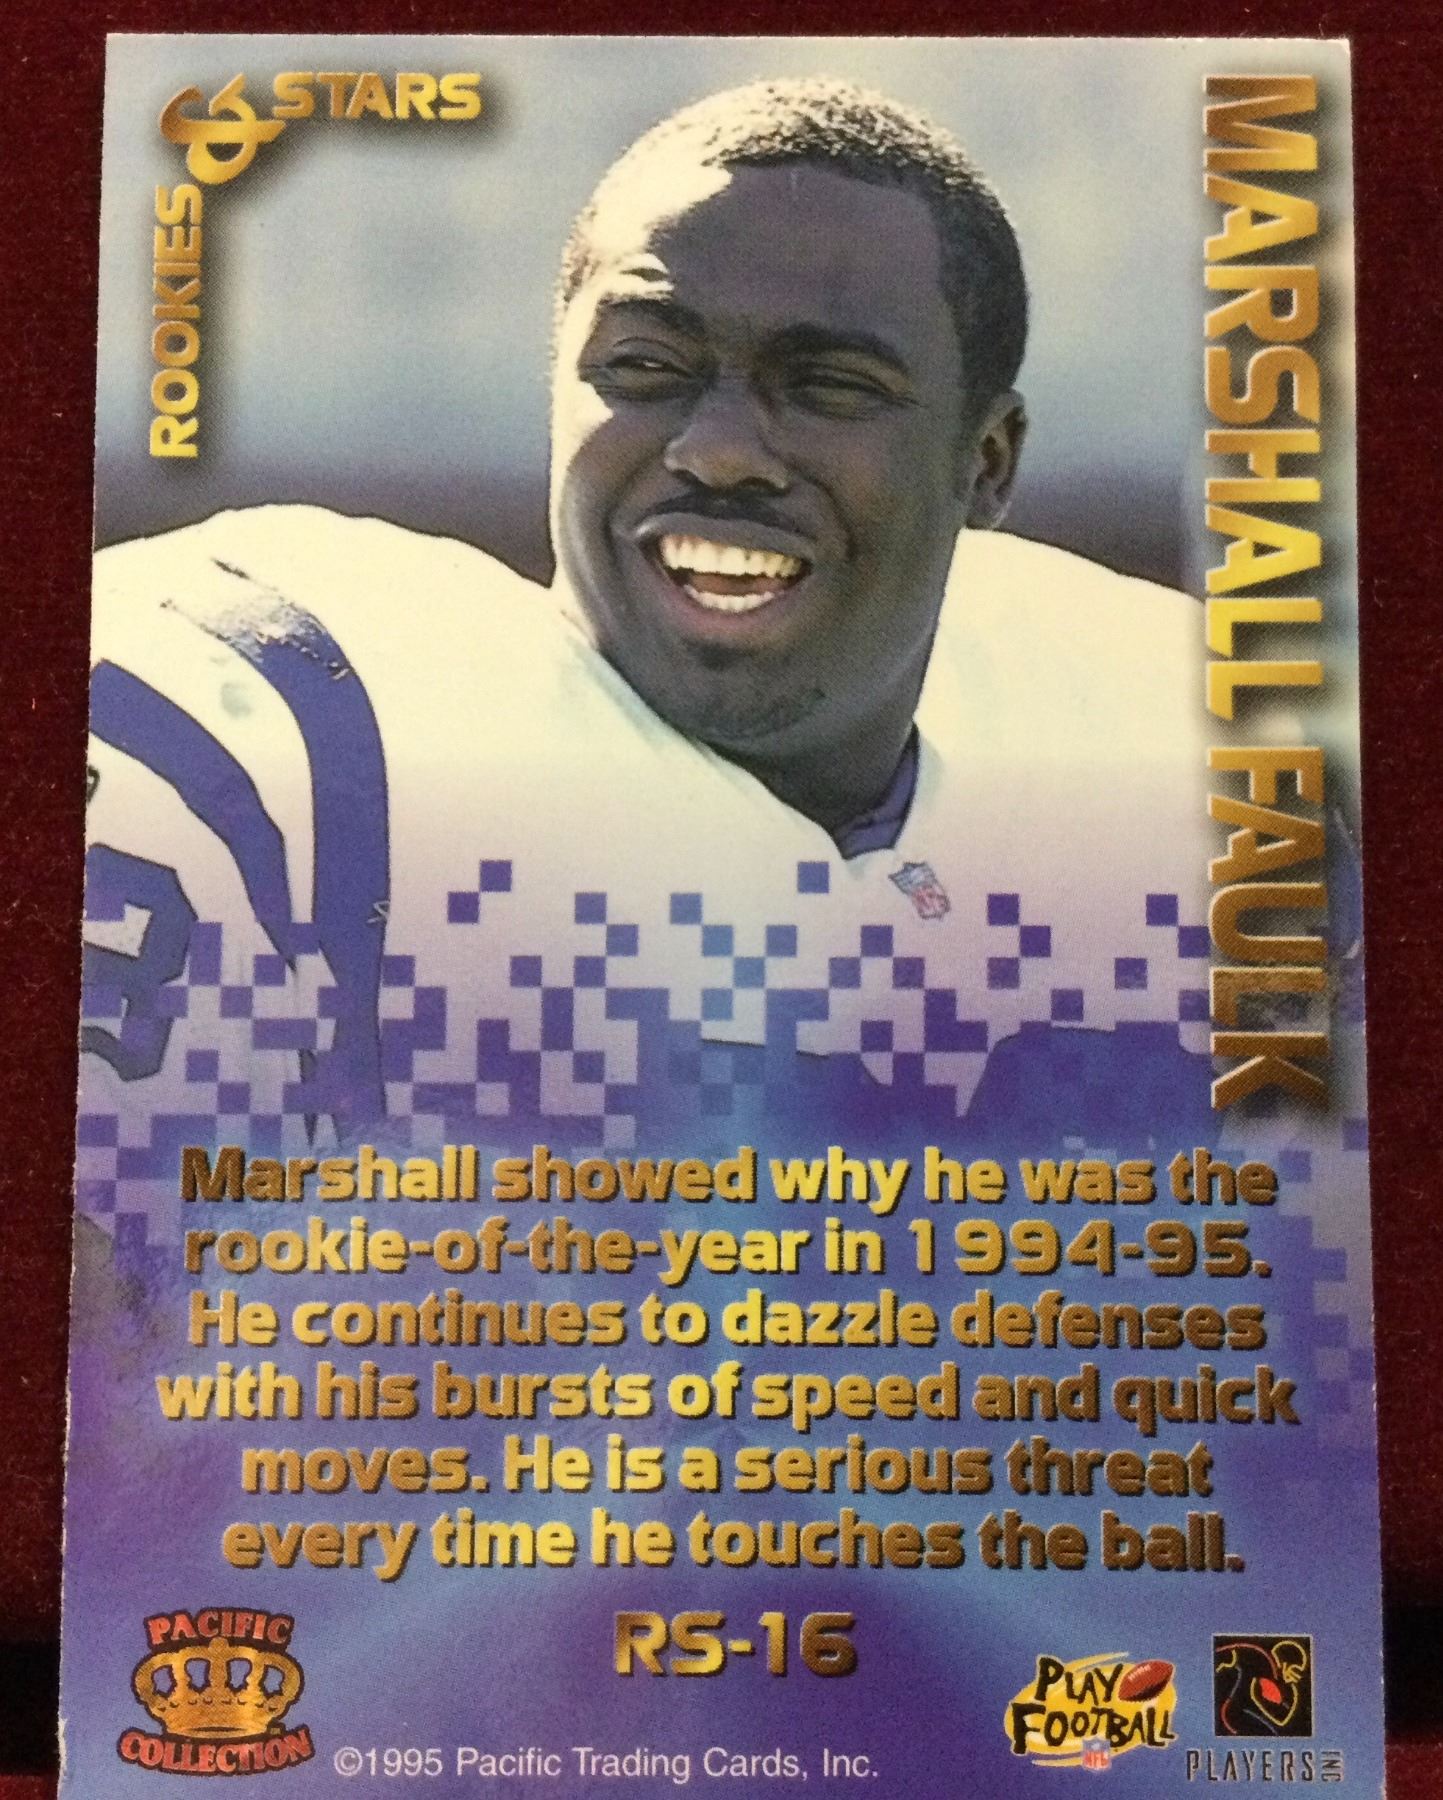 ROOKIES & STARS
MARSHALL FAULK
Marshall showed why he was the
rookie-of-the-year in 1994-95.
He continues to dazzle defenses
with his bursts of speed and quick
moves. He is a serious threat
every time he touches the ball.
RS-16
PACIFIC
COLLECTION
©1995 Pacific Trading Cards, Inc.
PLAY
FOOTBALL
NFL
PLAYERS INC
NFL